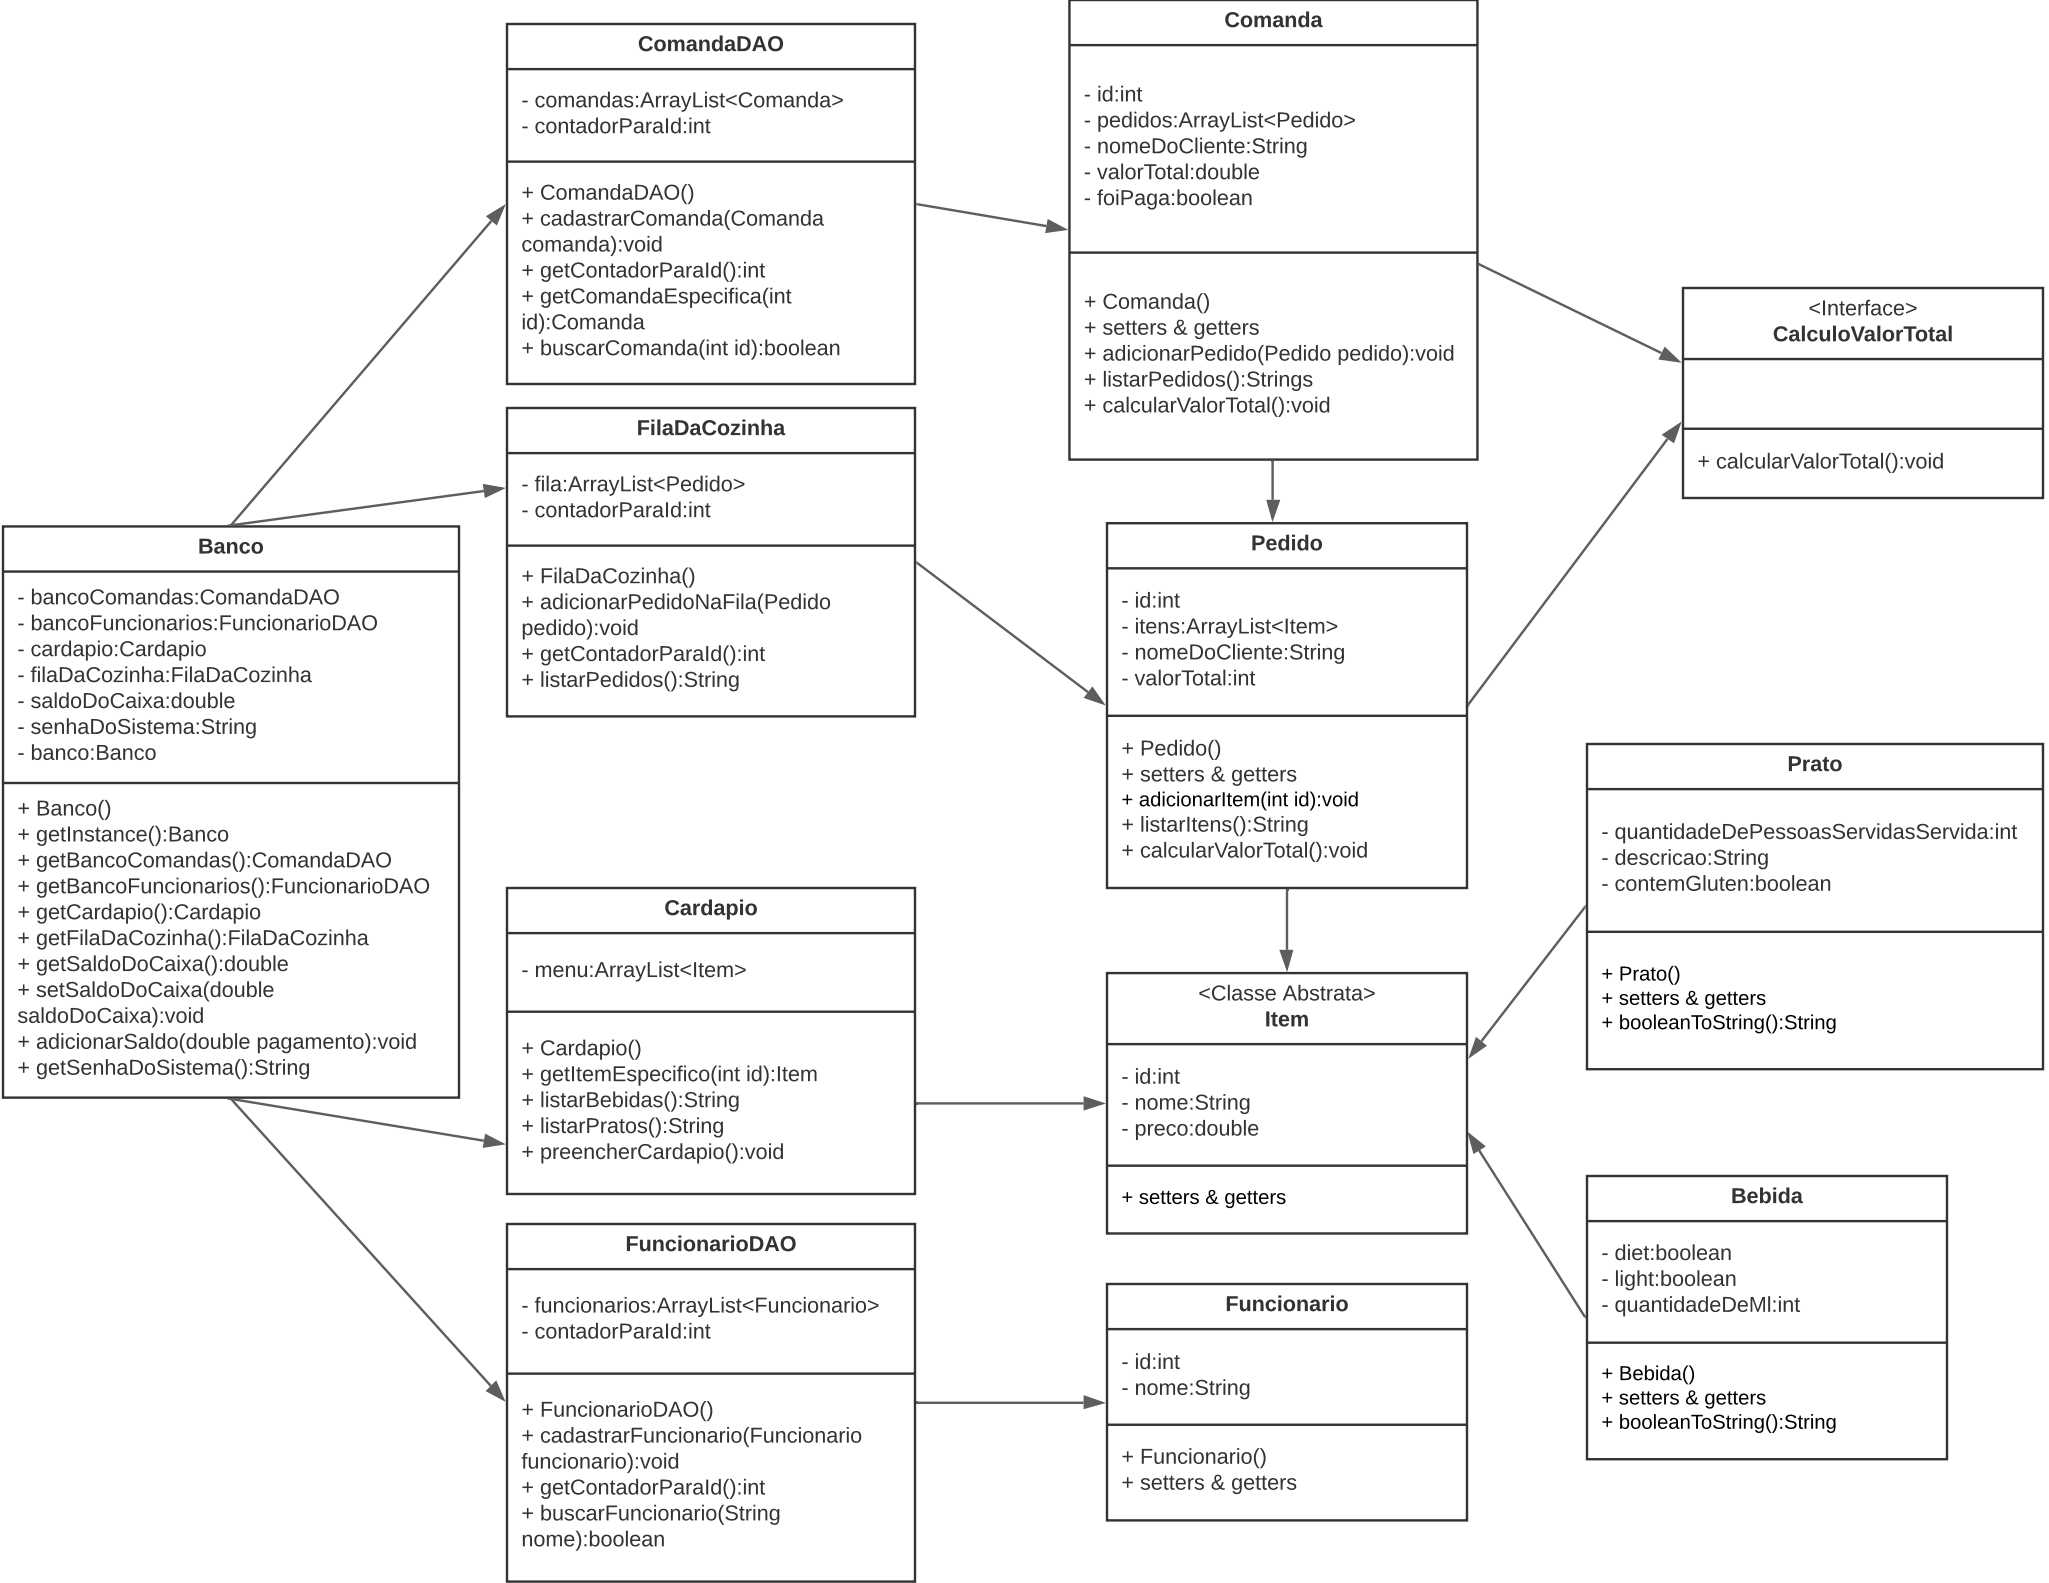 ComandaDAO
- comandas:ArrayList<Comanda>
- contadorParaId:int
+ ComandaDAO()
+ cadastrarComanda(Comanda
comanda):void
+ getContadorParaId():int
+ getComandaEspecifica(int
id):Comanda
+ buscarComanda(int id):boolean
Comanda
- id:int
- pedidos:ArrayList<Pedido>
- nomeDoCliente:String
- valorTotal:double
- foiPaga:boolean
+ Comanda()
+ setters & getters
+ adicionarPedido(Pedido pedido):void
+ listarPedidos():Strings
+ calcularValorTotal():void
<Interface>
CalculoValorTotal
+ calcularValorTotal():void
FilaDaCozinha
- fila:ArrayList<Pedido>
- contadorParaId:int
+ FilaDaCozinha()
+ adicionarPedidoNaFila(Pedido
pedido):void
+ getContadorParaId():int
+ listarPedidos():String
Banco
- bancoComandas:ComandaDAO
- bancoFuncionarios:FuncionarioDAO
- cardapio:Cardapio
- filaDaCozinha:FilaDaCozinha
- saldoDoCaixa:double
- senhaDoSistema:String
- banco:Banco
+ Banco()
+ getInstance():Banco
+ getBancoComandas():ComandaDAO
+ getBancoFuncionarios():FuncionarioDAO
+ getCardapio():Cardapio
+ getFilaDaCozinha():FilaDaCozinha
+ getSaldoDoCaixa():double
+ setSaldoDoCaixa(double
saldoDoCaixa):void
+ adicionarSaldo(double pagamento):void
+ getSenhaDoSistema():String
Pedido
- id:int
- itens:ArrayList<Item>
- nomeDoCliente:String
- valorTotal:int
+ Pedido()
+ setters & getters
+ adicionarItem(int id):void
+ listarItens():String
+ calcularValorTotal():void
Prato
- quantidadeDePessoasServidasServida:int
- descricao:String
- contemGluten:boolean
+ Prato()
+ setters & getters
+ booleanToString():String
Cardapio
- menu:ArrayList<Item>
+ Cardapio()
+ getItemEspecifico(int id):Item
+ listarBebidas():String
+ listarPratos():String
+ preencherCardapio():void
<Classe Abstrata>
Item
- id:int
- nome:String
- preco:double
+ setters & getters
Bebida
- diet:boolean
- light:boolean
- quantidadeDeMl:int
+ Bebida()
+ setters & getters
+ booleanToString():String
FuncionarioDAO
- funcionarios:ArrayList<Funcionario>
- contadorParaId:int
+ FuncionarioDAO()
+ cadastrarFuncionario(Funcionario
funcionario):void
+ getContadorParaId():int
+ buscarFuncionario(String
nome):boolean
Funcionario
- id:int
- nome:String
+ Funcionario()
+ setters & getters